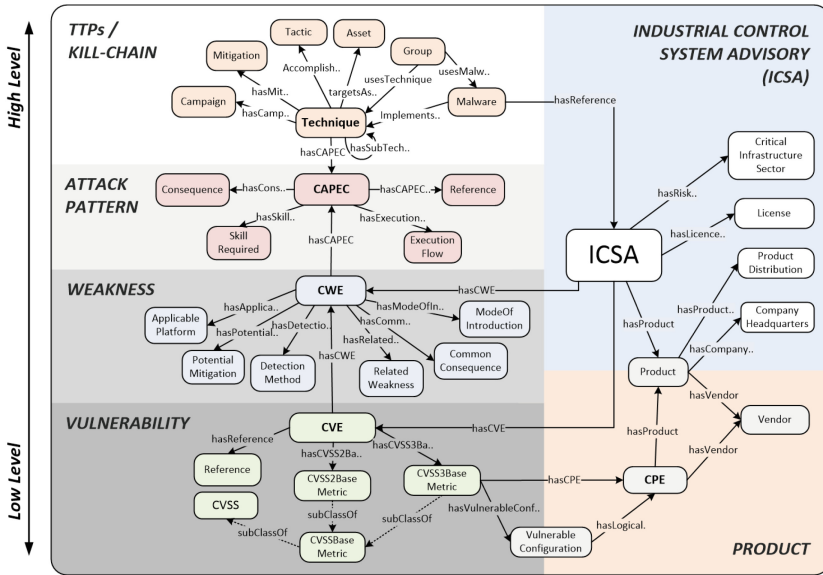 High Level
Low Level
TTPs /
KILL-CHAIN
Tactic
Asset
Group
Mitigation
Accomplish..
usesTechnique
usesMalw..
hasMit..
targetsAs..
Campaign
Malware
hasCamp..
Implements..
Technique
hasReference
hasCAPEC
hasSubTech..
INDUSTRIAL CONTROL
SYSTEM ADVISORY
(ICSA)
Critical
Infrastructure
Sector
hasRisk..
License
hasLicence..
ICSA
Product
Distribution
hasProduct..
hasProduct
Company
Headquarters
hasCompany..
Product
ATTACK
PATTERN
Consequence
hasCons..
CAPEC
hasCAPEC..
Reference
hasSkill..
hasExecution..
Skill
Required
hasCAPEC
Execution
Flow
WEAKNESS
CWE
hasCWE
hasApplica..
hasModeOfIn..
Applicable
Platform
hasPotential..
hasDetectio..
hasComm..
ModeOf
Introduction
hasRelated..
hasCWE
Potential
Mitigation
Detection
Method
Related
Weakness
Common
Consequence
VULNERABILITY
CVE
hasCVE
hasReference
hasCVSS2Ba..
hasCVSS3Ba..
Reference
CVSS2Base
Metric
CVSS3Base
Metric
hasCPE
CVSS
subClassOf
subClassOf
hasVulnerableConf..
subClassOf
CVSSBase
Metric
Vulnerable
Configuration
hasLogical.
CPE
hasProduct
hasVendor
hasVendor
Vendor
PRODUCT